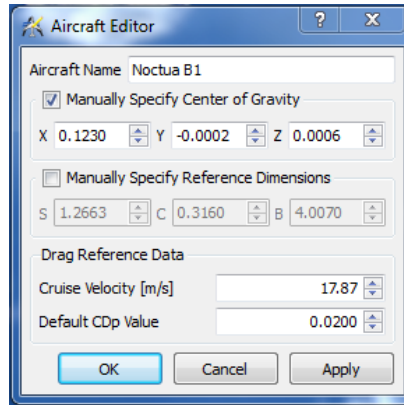 Aircraft Editor
Aircraft Name Noctua B1
Manually Specify Center of Gravity
X 0.1230 Y -0.0002 Z 0.0006
Manually Specify Reference Dimensions
S 1.2663 C 0.3160 B 4.0070
Drag Reference Data
Cruise Velocity [m/s] 17.87
Default CDp Value 0.0200
OK Cancel Apply